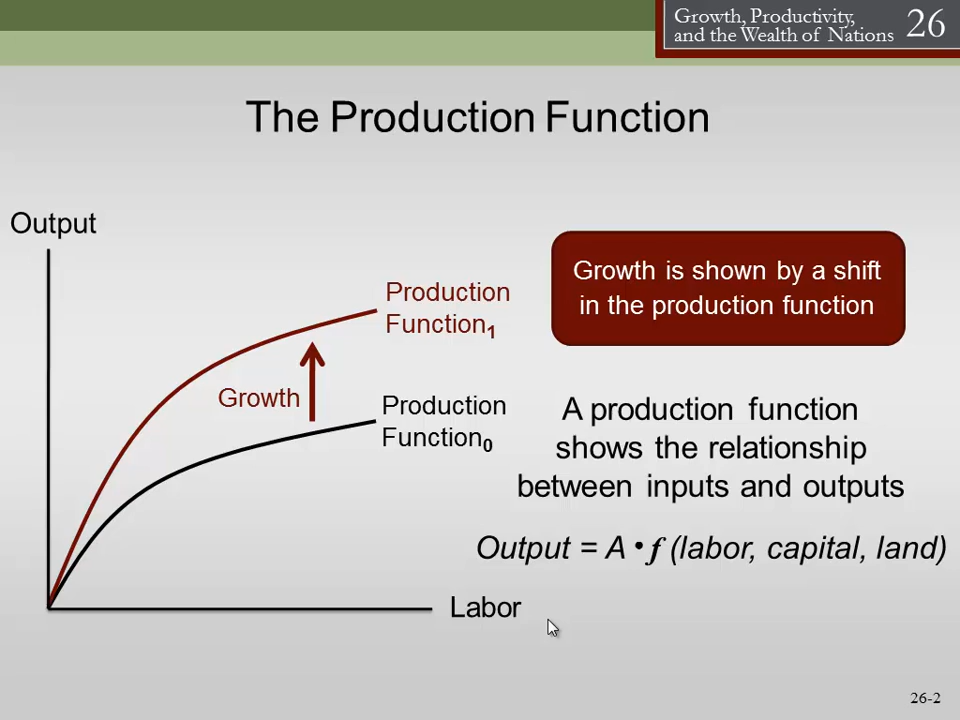 Growth, Productivity,
and the Wealth of Nations
26
The Production Function
Output
Production
Function1
Growth
Production
Function0
Labor
Growth is shown by a shift
in the production function
A production function
shows the relationship
between inputs and outputs
Output = A • f (labor, capital, land)
26-2